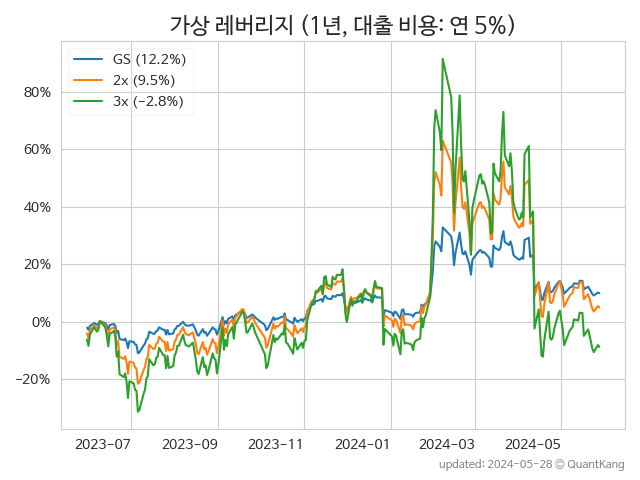 가상 레버리지 (1년, 대출 비용: 연 5%)
GS (12.2%)
2x (9.5%)
3x (−2.8%)
80%
60%
40%
20%
0%
−20%
2023-07
2023-09
2023-11
2024-01
2024-03
2024-05
updated: 2024-05-28 © QuantKang